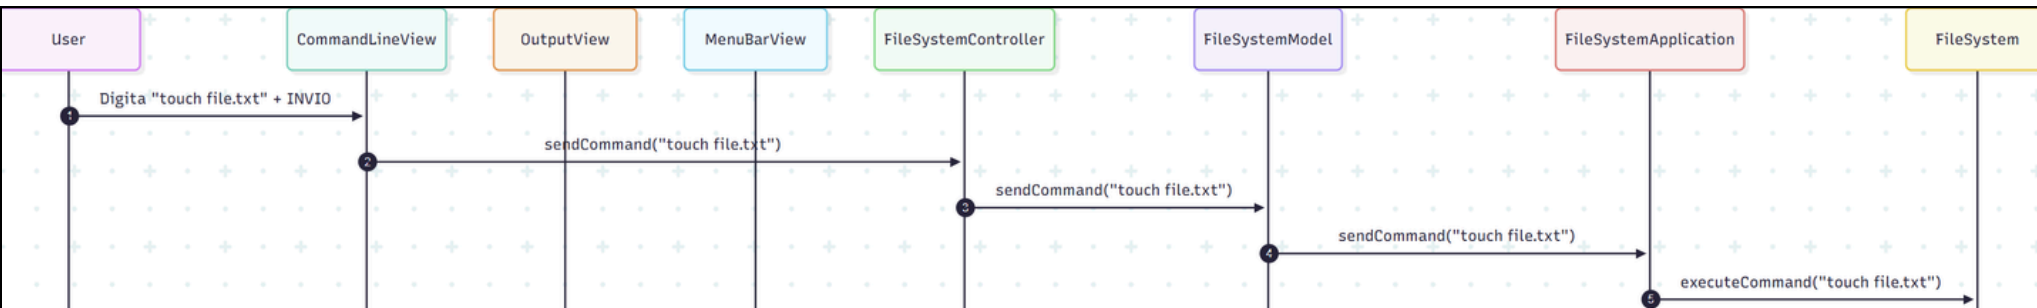 User
CommandLineView
OutputView
MenuBarView
FileSystemController
FileSystemModel
FileSystemApplication
FileSystem
Digita "touch file.txt" + INVIO
1
sendCommand("touch file.txt")
2
sendCommand("touch file.txt")
3
sendCommand("touch file.txt")
4
executeCommand("touch file.txt")
5